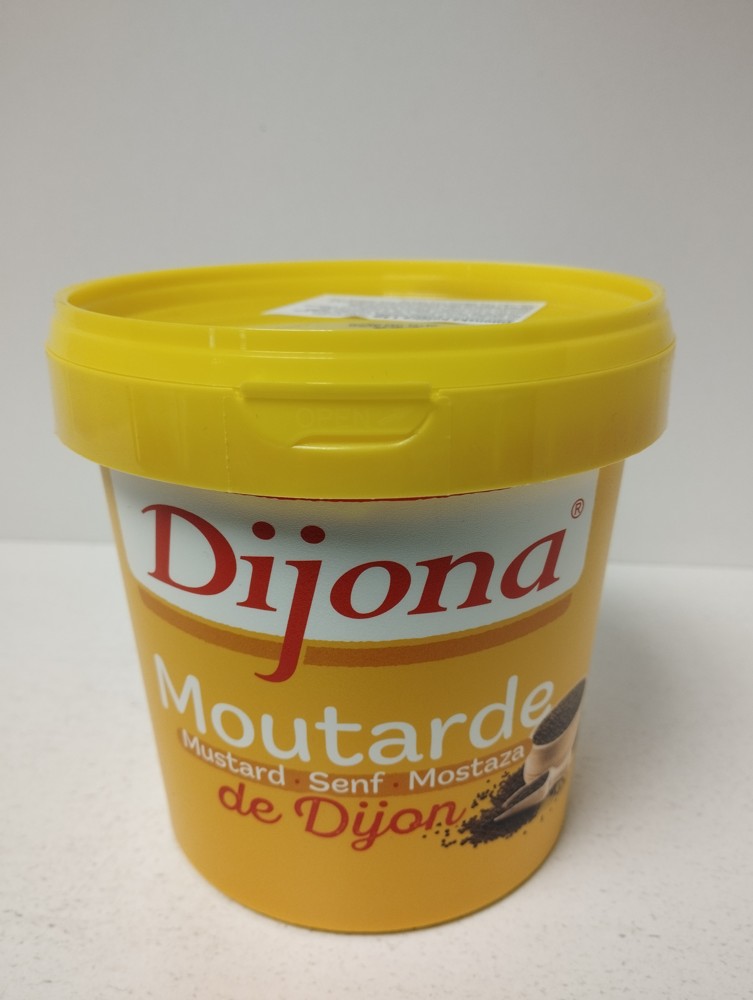 Dijona®
Moutarde
Mustard · Senf · Mostaza
de Dijon